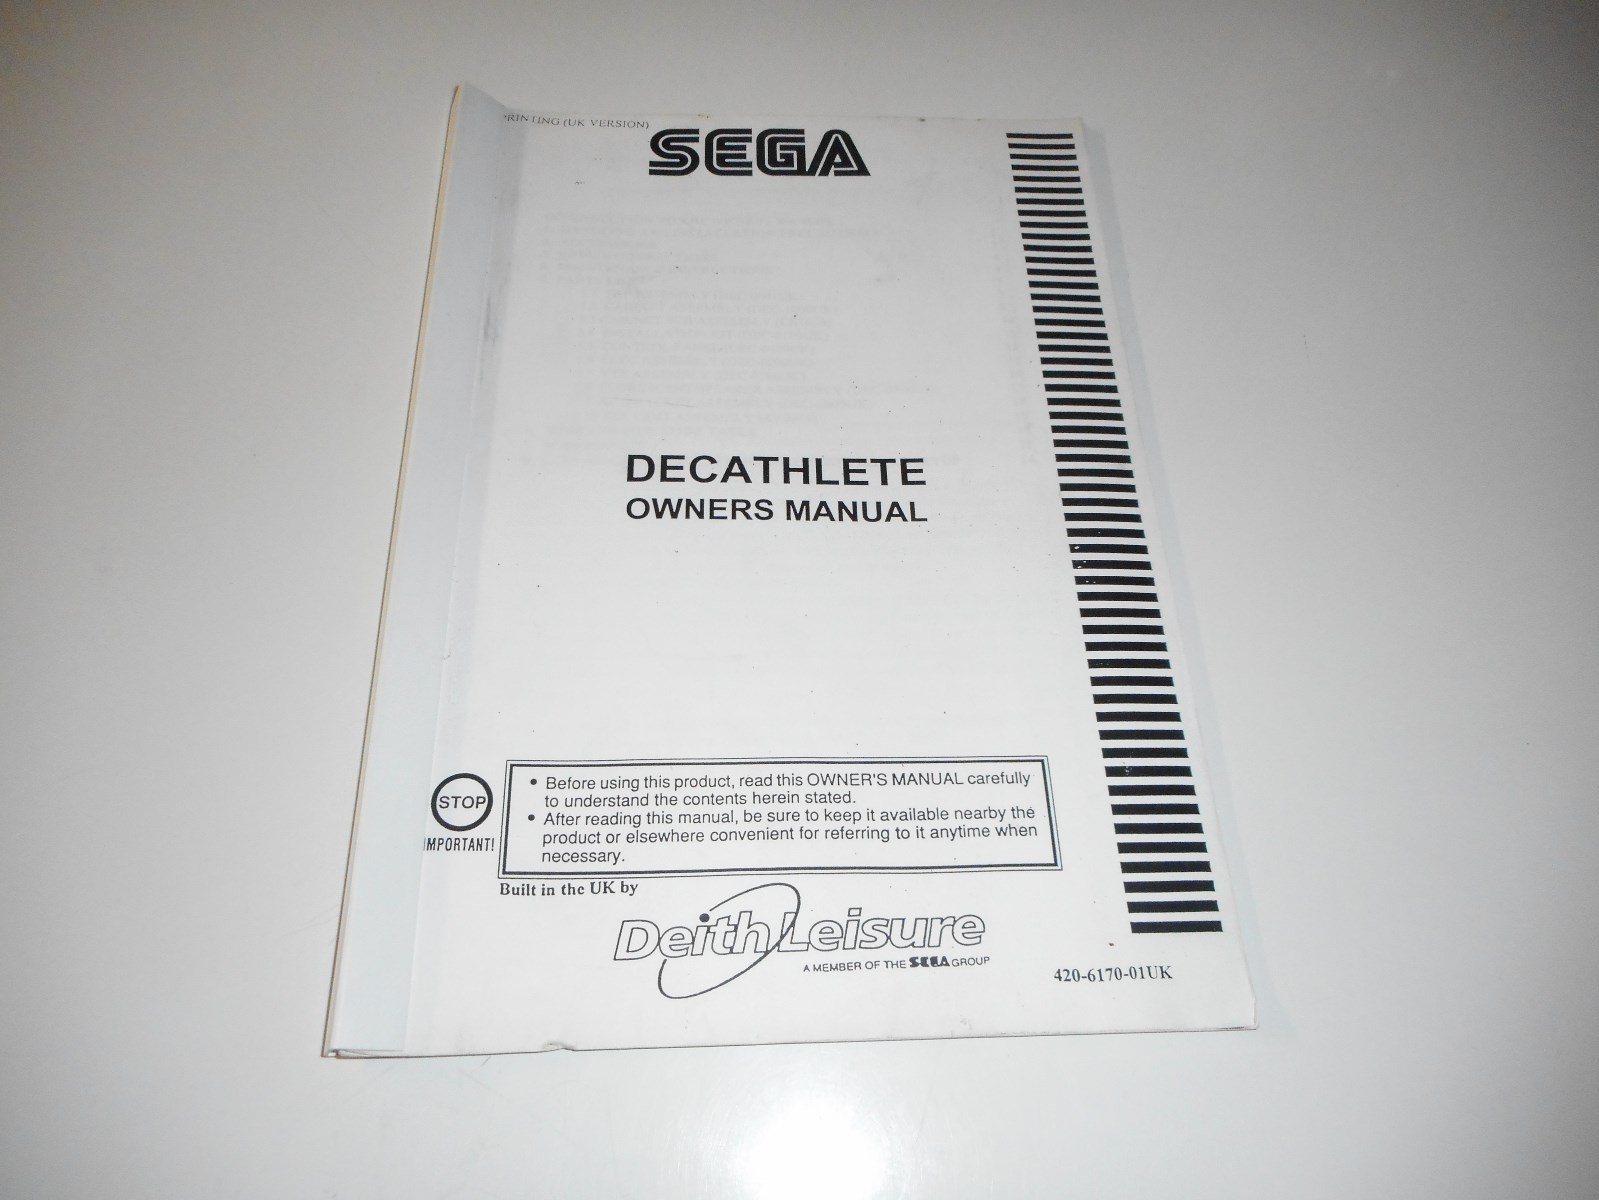 PRINTING (UK VERSION)
SEGA
DECATHLETE
OWNERS MANUAL
STOP
IMPORTANT!
• Before using this product, read this OWNER'S MANUAL carefully
to understand the contents herein stated.
• After reading this manual, be sure to keep it available nearby the
product or elsewhere convenient for referring to it anytime when
necessary.
Built in the UK by
Deith Leisure
A MEMBER OF THE SEGA GROUP
420-6170-01UK